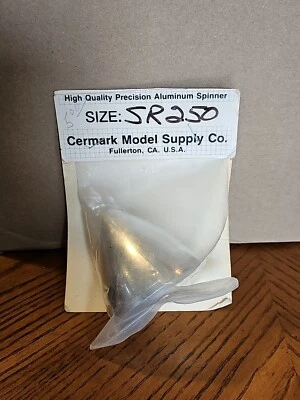 High Quality Precision Aluminum Spinner
SIZE: SR250
Cermark Model Supply Co.
Fullerton, CA. U.S.A.